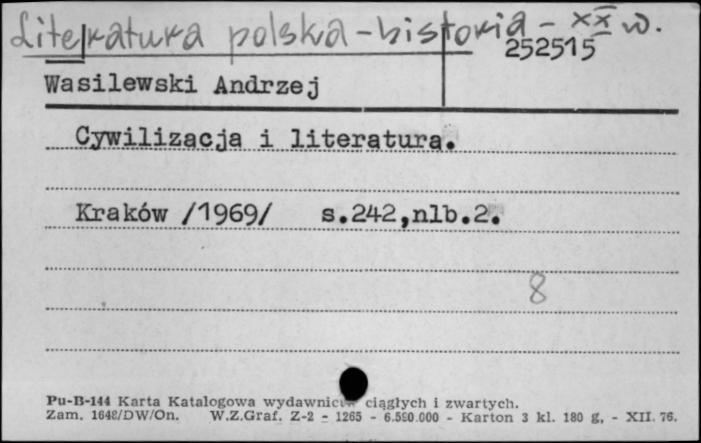 Literatura polska - historia - XX w.
252515
Wasilewski Andrzej
Cywilizacja i literatura.
Kraków /1969/ s.242,nlb.2.
8
Pu-B-144 Karta Katalogowa wydawnictw ciągłych i zwartych.
Zam. 1648/DW/On. W.Z.Graf. Z-2 - 1265 - 6.590.000 - Karton 3 kl. 180 g, - XII. 76.